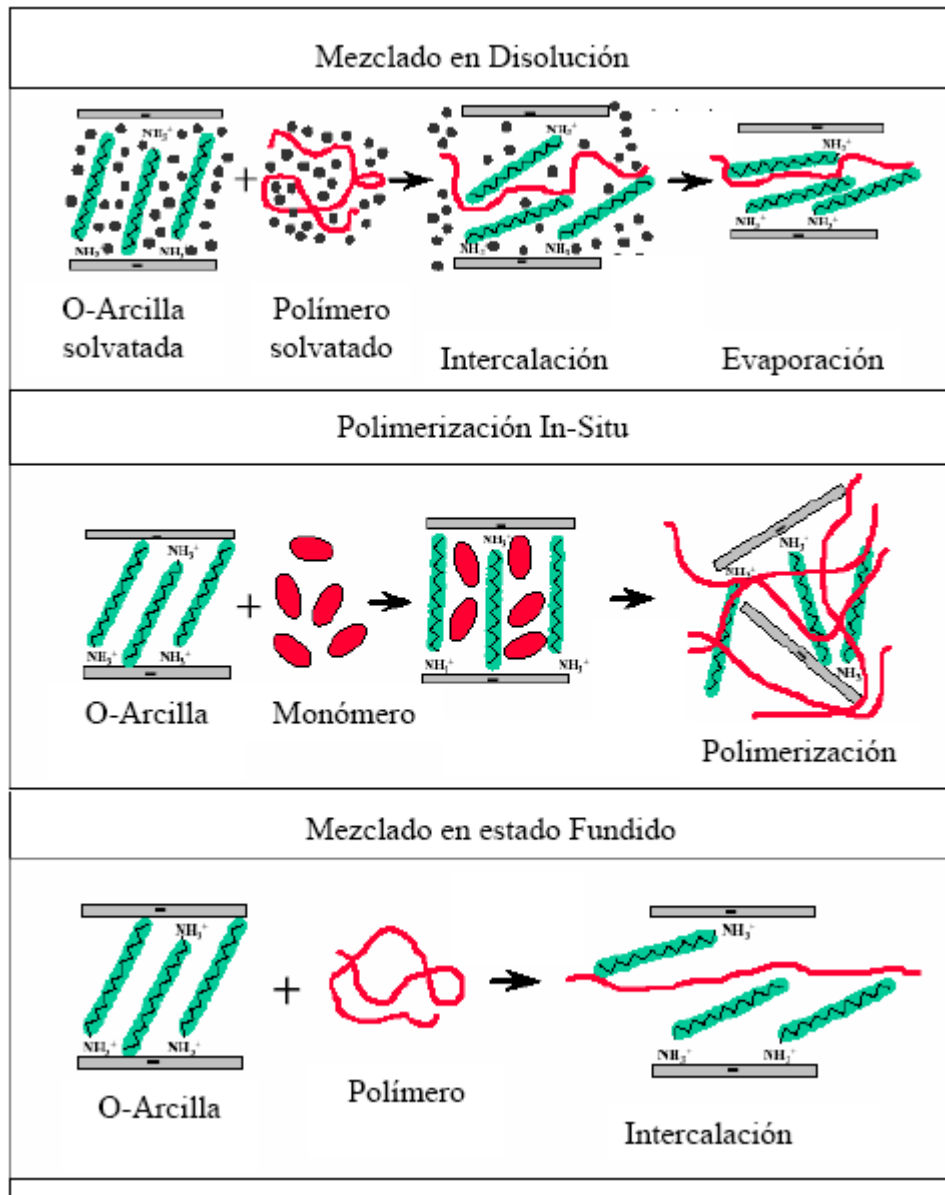 Mezclado en Disolución
NH₃⁺
NH₃⁺
NH₃⁺
NH₃
NH₃
NH₂
NH₃
NH₃⁺
NH₃⁺
+
O-Arcilla
solvatada
Polímero
solvatado
Intercalación
Evaporación
Polimerización In-Situ
NH₃⁺
NH₃⁺
NH₃⁺
NH₃⁺
NH₃⁺
NH₃⁺
NH₃⁺
NH₃⁺
NH₃
+
O-Arcilla
Monómero
Polimerización
Mezclado en estado Fundido
NH₃⁺
NH₃⁺
NH₃⁺
NH₃⁺
NH₃⁺
NH₃⁺
+
O-Arcilla
Polímero
Intercalación